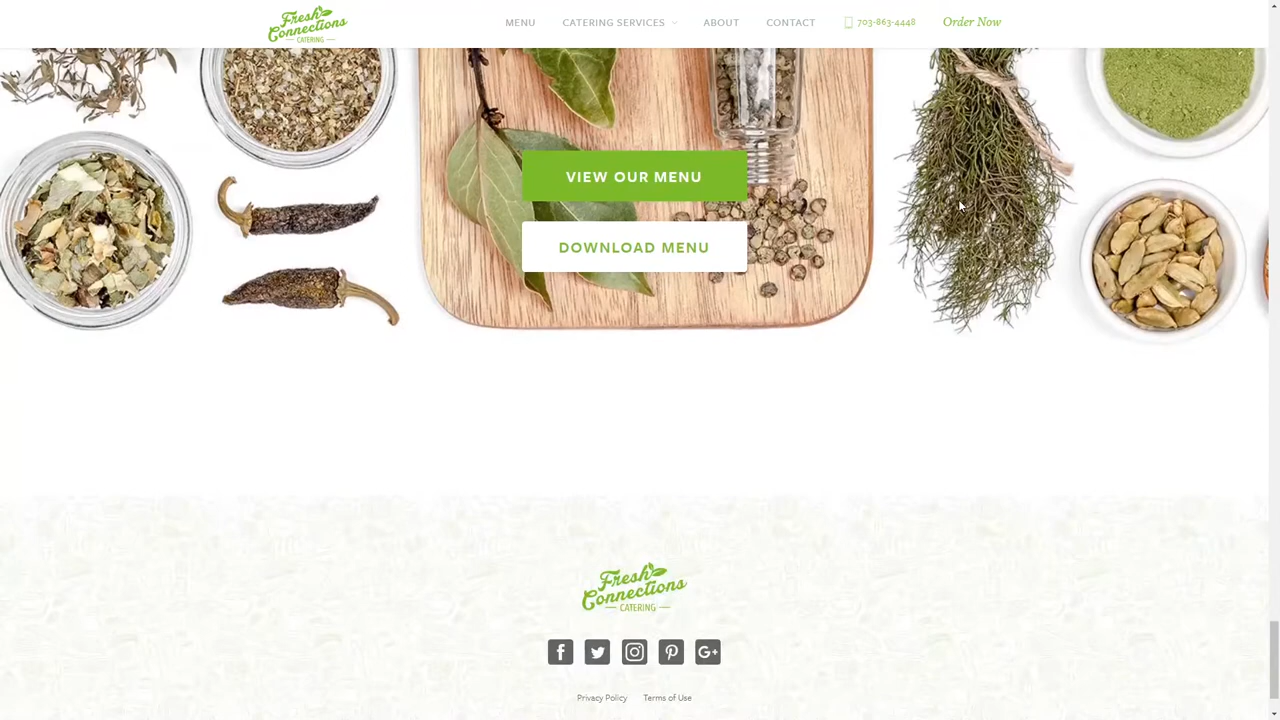 Fresh Connections
CATERING
MENU
CATERING SERVICES
ABOUT
CONTACT
703-863-4448
Order Now
VIEW OUR MENU
DOWNLOAD MENU
Fresh
Connections
CATERING
f
G+
Privacy Policy
Terms of Use